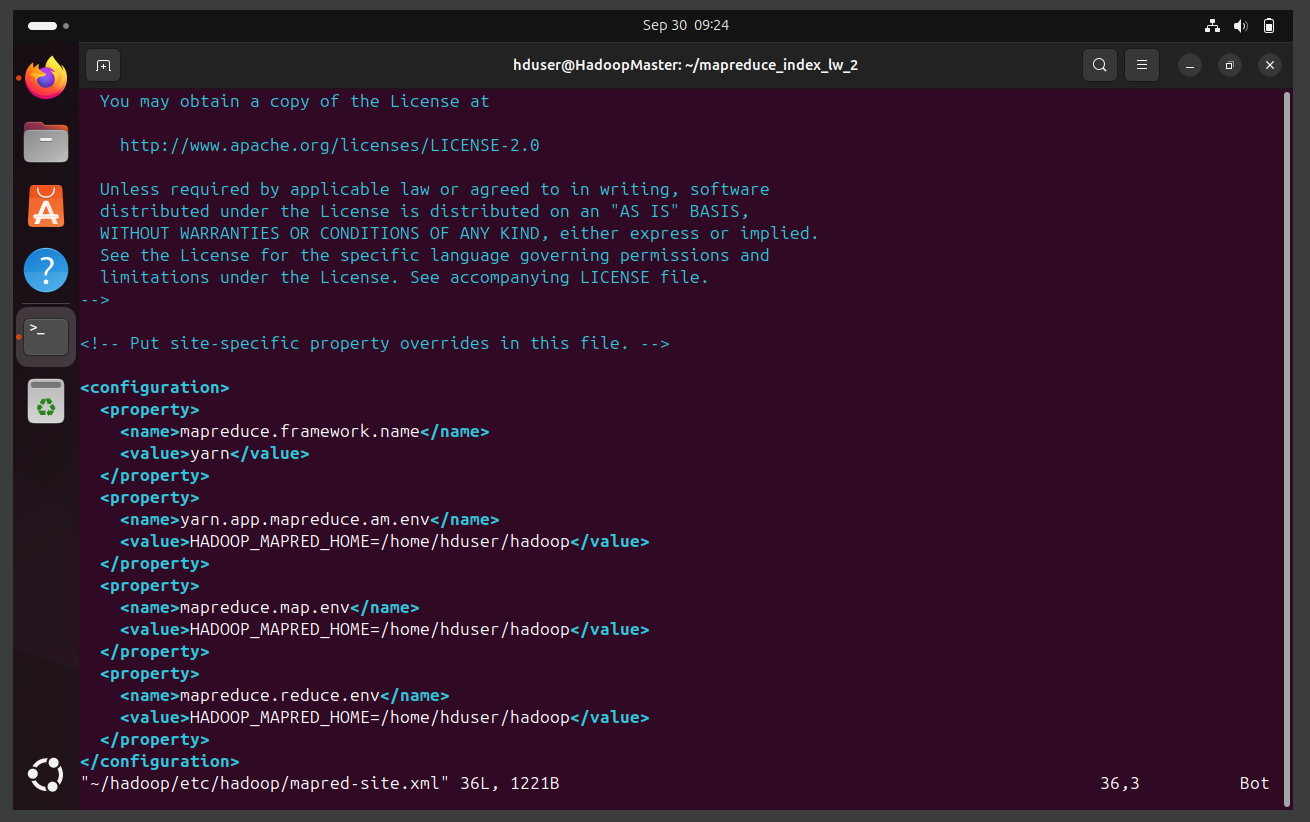 Sep 30 09:24
hduser@HadoopMaster: ~/mapreduce_index_lw_2
You may obtain a copy of the License at
http://www.apache.org/licenses/LICENSE-2.0
Unless required by applicable law or agreed to in writing, software
distributed under the License is distributed on an "AS IS" BASIS,
WITHOUT WARRANTIES OR CONDITIONS OF ANY KIND, either express or implied.
See the License for the specific language governing permissions and
limitations under the License. See accompanying LICENSE file.
-->
<!-- Put site-specific property overrides in this file. -->
<configuration>
<property>
<name>mapreduce.framework.name</name>
<value>yarn</value>
</property>
<property>
<name>yarn.app.mapreduce.am.env</name>
<value>HADOOP_MAPRED_HOME=/home/hduser/hadoop</value>
</property>
<property>
<name>mapreduce.map.env</name>
<value>HADOOP_MAPRED_HOME=/home/hduser/hadoop</value>
</property>
<property>
<name>mapreduce.reduce.env</name>
<value>HADOOP_MAPRED_HOME=/home/hduser/hadoop</value>
</property>
</configuration>
"~/hadoop/etc/hadoop/mapred-site.xml" 36L, 1221B 36,3 Bot